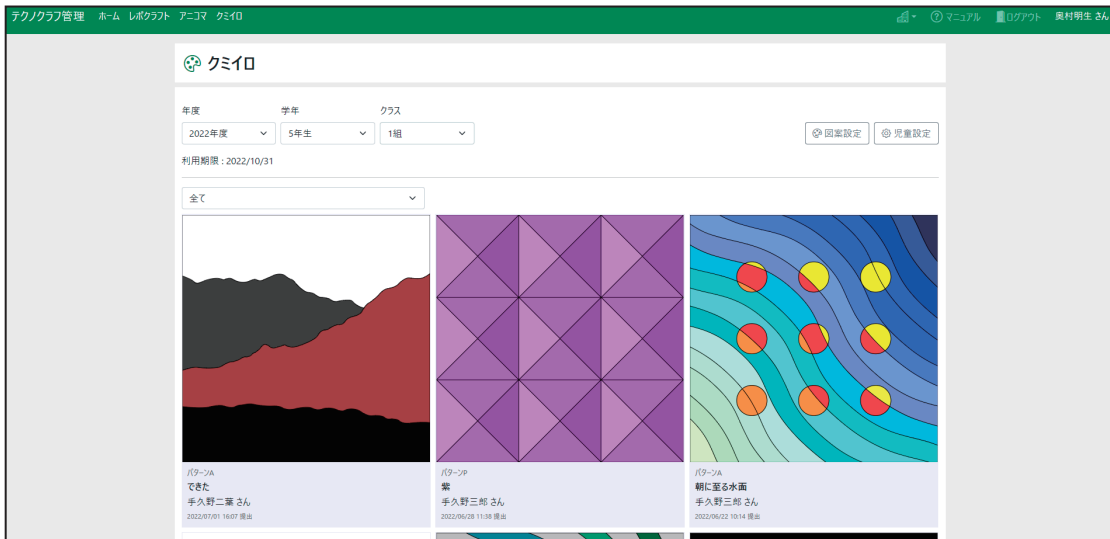 テクノクラフ管理 ホーム レポクラフト アニコマ クミイロ マニュアル ログアウト 奥村明生 さん
クミイロ
年度 学年 クラス
2022年度 5年生 1組 図案設定 児童設定
利用期限 : 2022/10/31
全て
パターンA
できた
手久野二葉 さん
2022/07/01 16:07 提出
パターンP
紫
手久野三郎 さん
2022/06/28 11:38 提出
パターンA
朝に至る水面
手久野三郎 さん
2022/06/22 10:14 提出